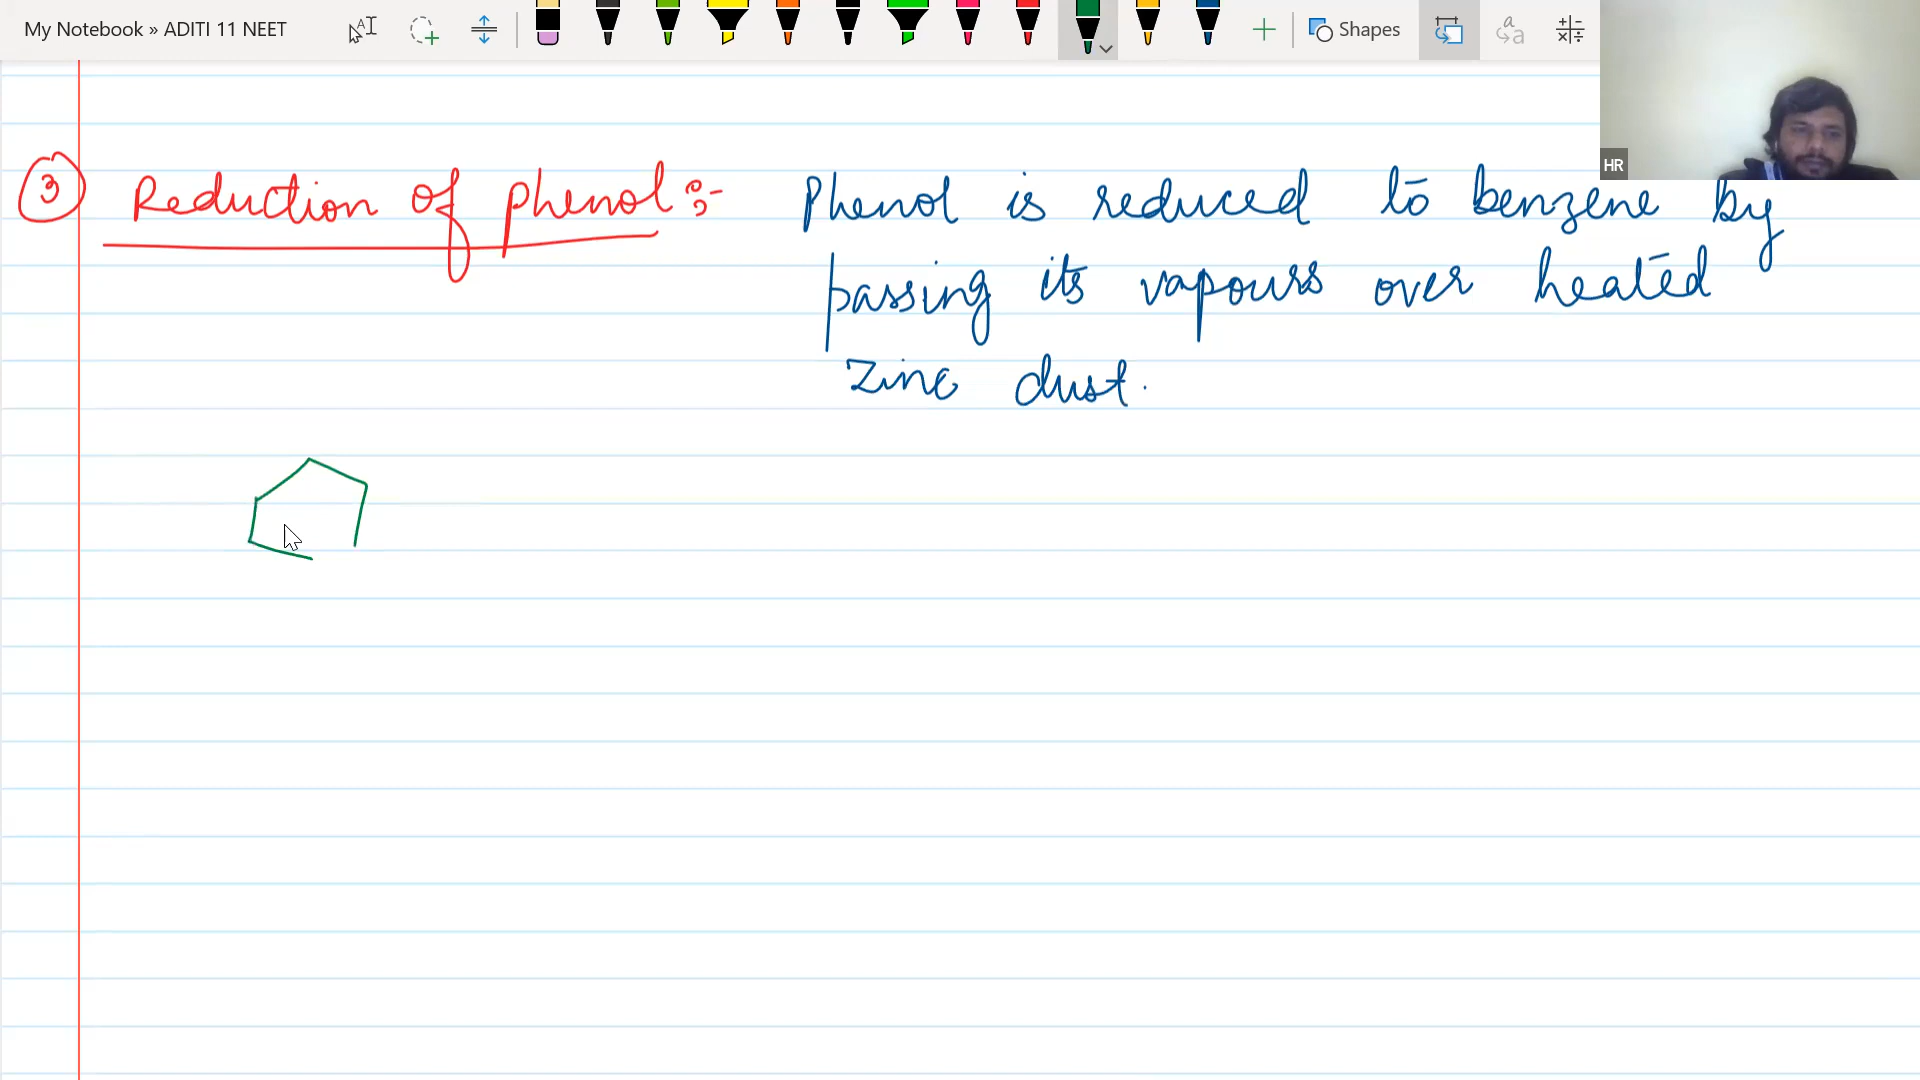 My Notebook » ADITI 11 NEET
Shapes
HR
3 Reduction of phenol:- Phenol is reduced to benzene by
passing its vapours over heated
Zinc dust.